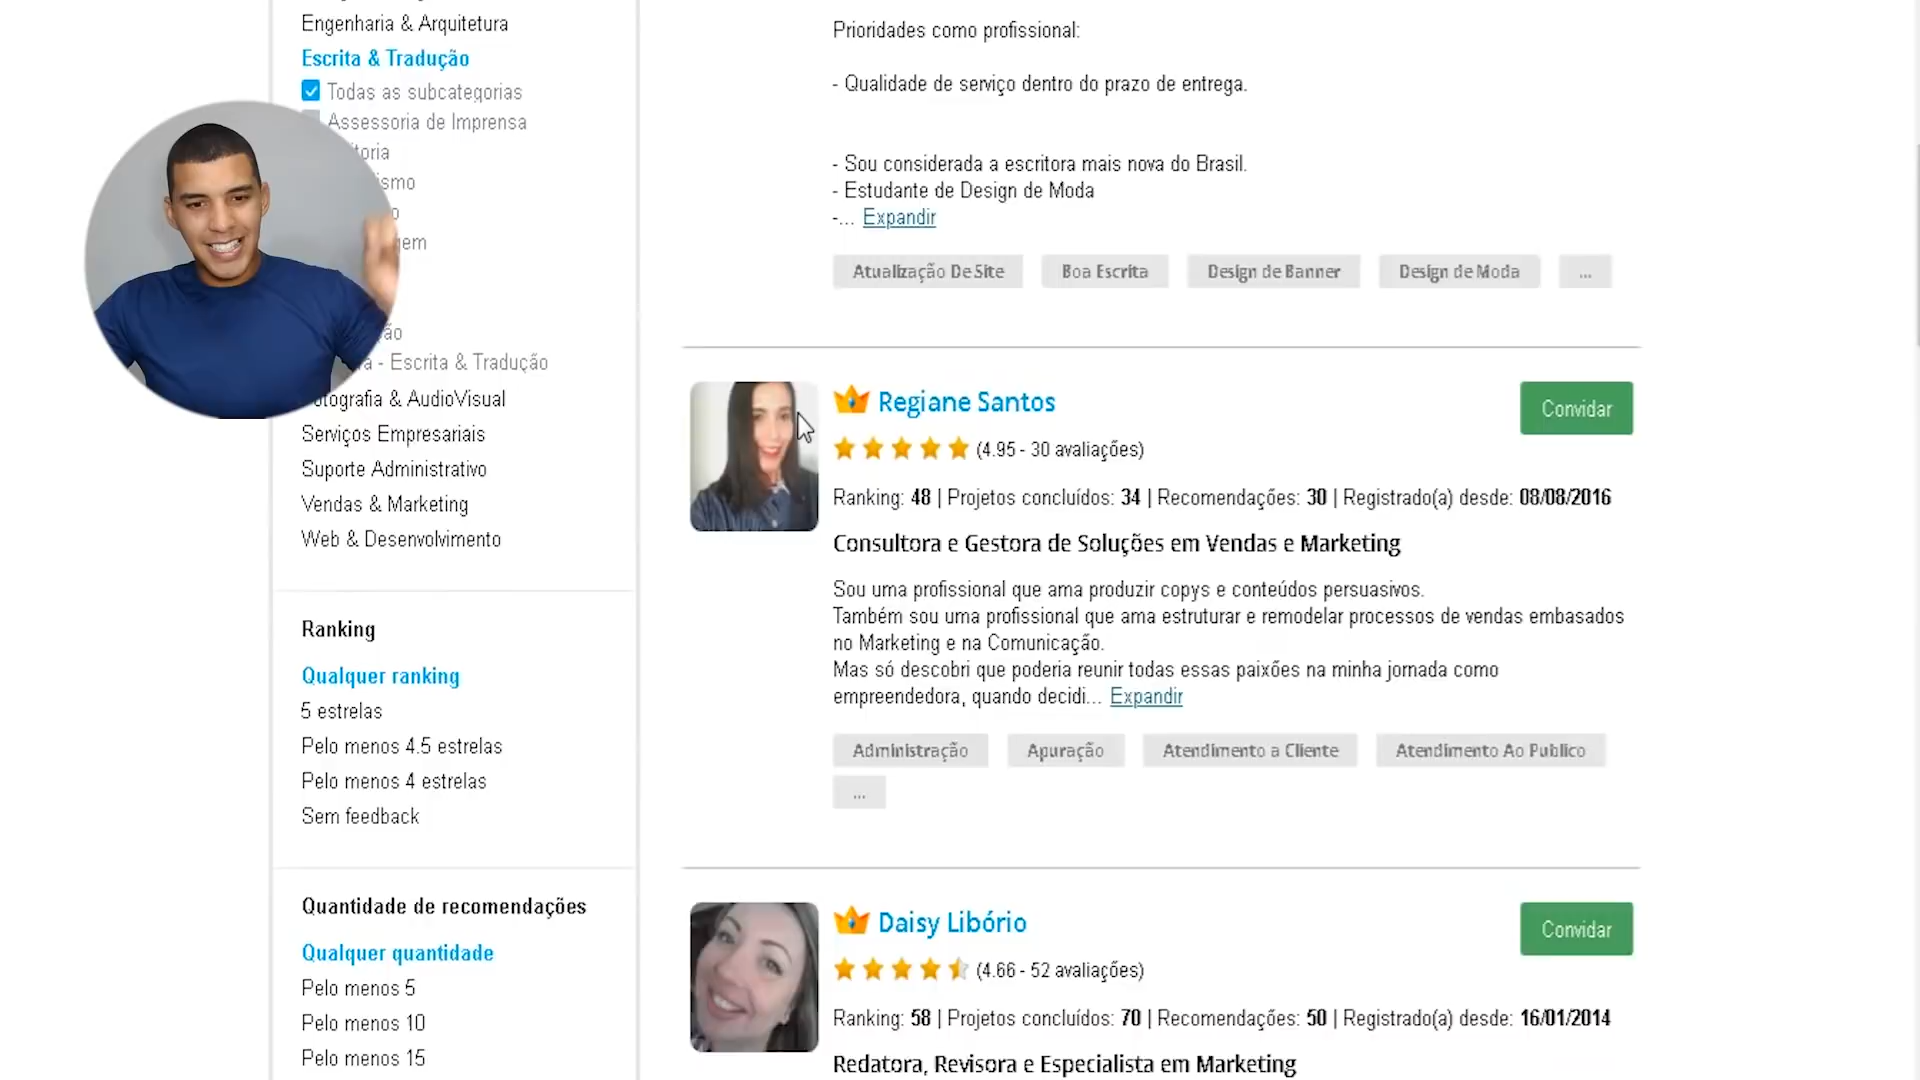 Engenharia & Arquitetura
Escrita & Tradução
Todas as subcategorias
Assessoria de Imprensa
- Escrita & Tradução
Fotografia & AudioVisual
Serviços Empresariais
Suporte Administrativo
Vendas & Marketing
Web & Desenvolvimento
Ranking
Qualquer ranking
5 estrelas
Pelo menos 4.5 estrelas
Pelo menos 4 estrelas
Sem feedback
Quantidade de recomendações
Qualquer quantidade
Pelo menos 5
Pelo menos 10
Pelo menos 15
Prioridades como profissional:
- Qualidade de serviço dentro do prazo de entrega.
- Sou considerada a escritora mais nova do Brasil.
- Estudante de Design de Moda
-... Expandir
Atualização De Site Boa Escrita Design de Banner Design de Moda ...
Regiane Santos
Convidar
(4.95 - 30 avaliações)
Ranking: 48 | Projetos concluídos: 34 | Recomendações: 30 | Registrado(a) desde: 08/08/2016
Consultora e Gestora de Soluções em Vendas e Marketing
Sou uma profissional que ama produzir copys e conteúdos persuasivos.
Também sou uma profissional que ama estruturar e remodelar processos de vendas embasados
no Marketing e na Comunicação.
Mas só descobri que poderia reunir todas essas paixões na minha jornada como
empreendedora, quando decidi... Expandir
Administração Apuração Atendimento a Cliente Atendimento Ao Publico
...
Daisy Libório
Convidar
(4.66 - 52 avaliações)
Ranking: 58 | Projetos concluídos: 70 | Recomendações: 50 | Registrado(a) desde: 16/01/2014
Redatora, Revisora e Especialista em Marketing